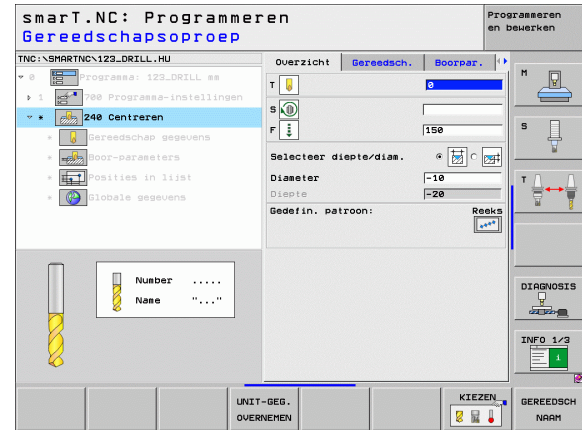 smarT.NC: Programmeren
Gereedschapsoproep
Programmeren
en bewerken
TNC:\SMARTNC\123_DRILL.HU
0 Programma: 123_DRILL mm
1 700 Programma-instellingen
* 240 Centreren
* Gereedschap gegevens
* Boor-parameters
* Posities in lijst
* Globale gegevens
Overzicht Gereedsch. Boorpar.
T 0
S
F 150
Selecteer diepte/diam.
Diameter -10
Diepte -20
Gedefin. patroon: Reeks
Number .....
Name "..."
M
S
T
DIAGNOSIS
INFO 1/3
UNIT-GEG.
OVERNEMEN
KIEZEN
GEREEDSCH
NAAM